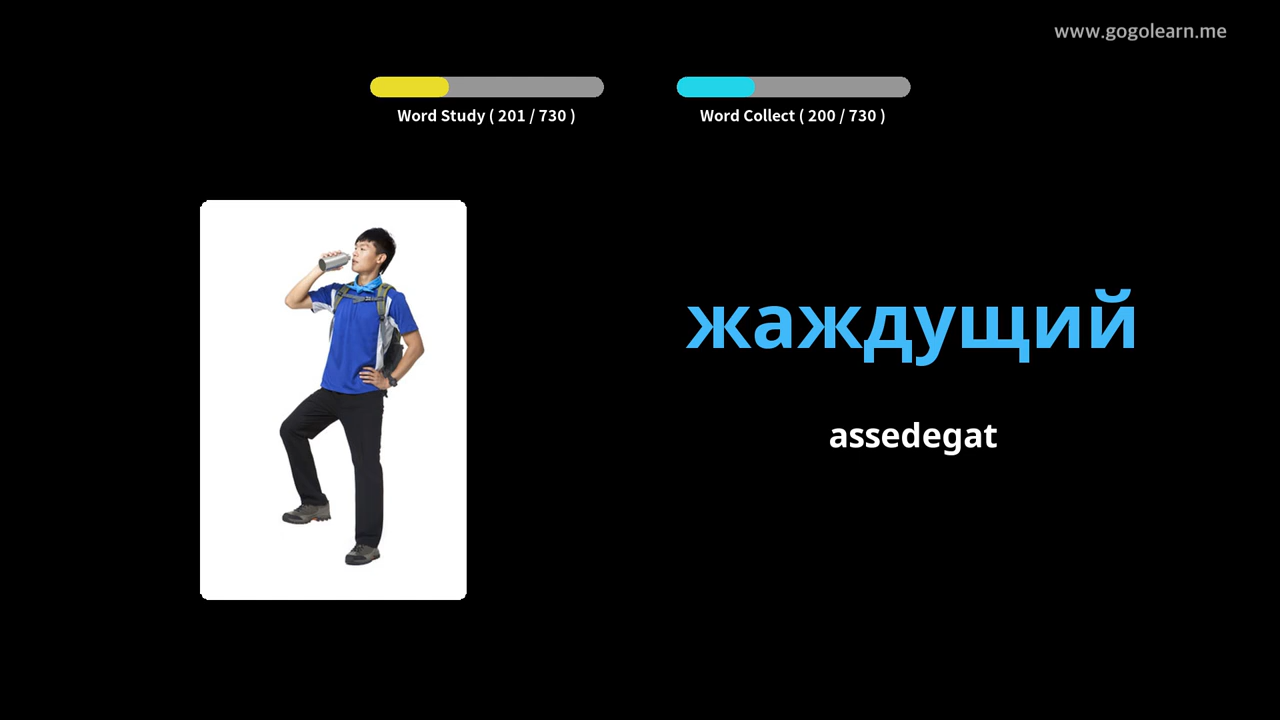 www.gogolearn.me
Word Study ( 201 / 730 )
Word Collect ( 200 / 730 )
жаждущий
assedegat